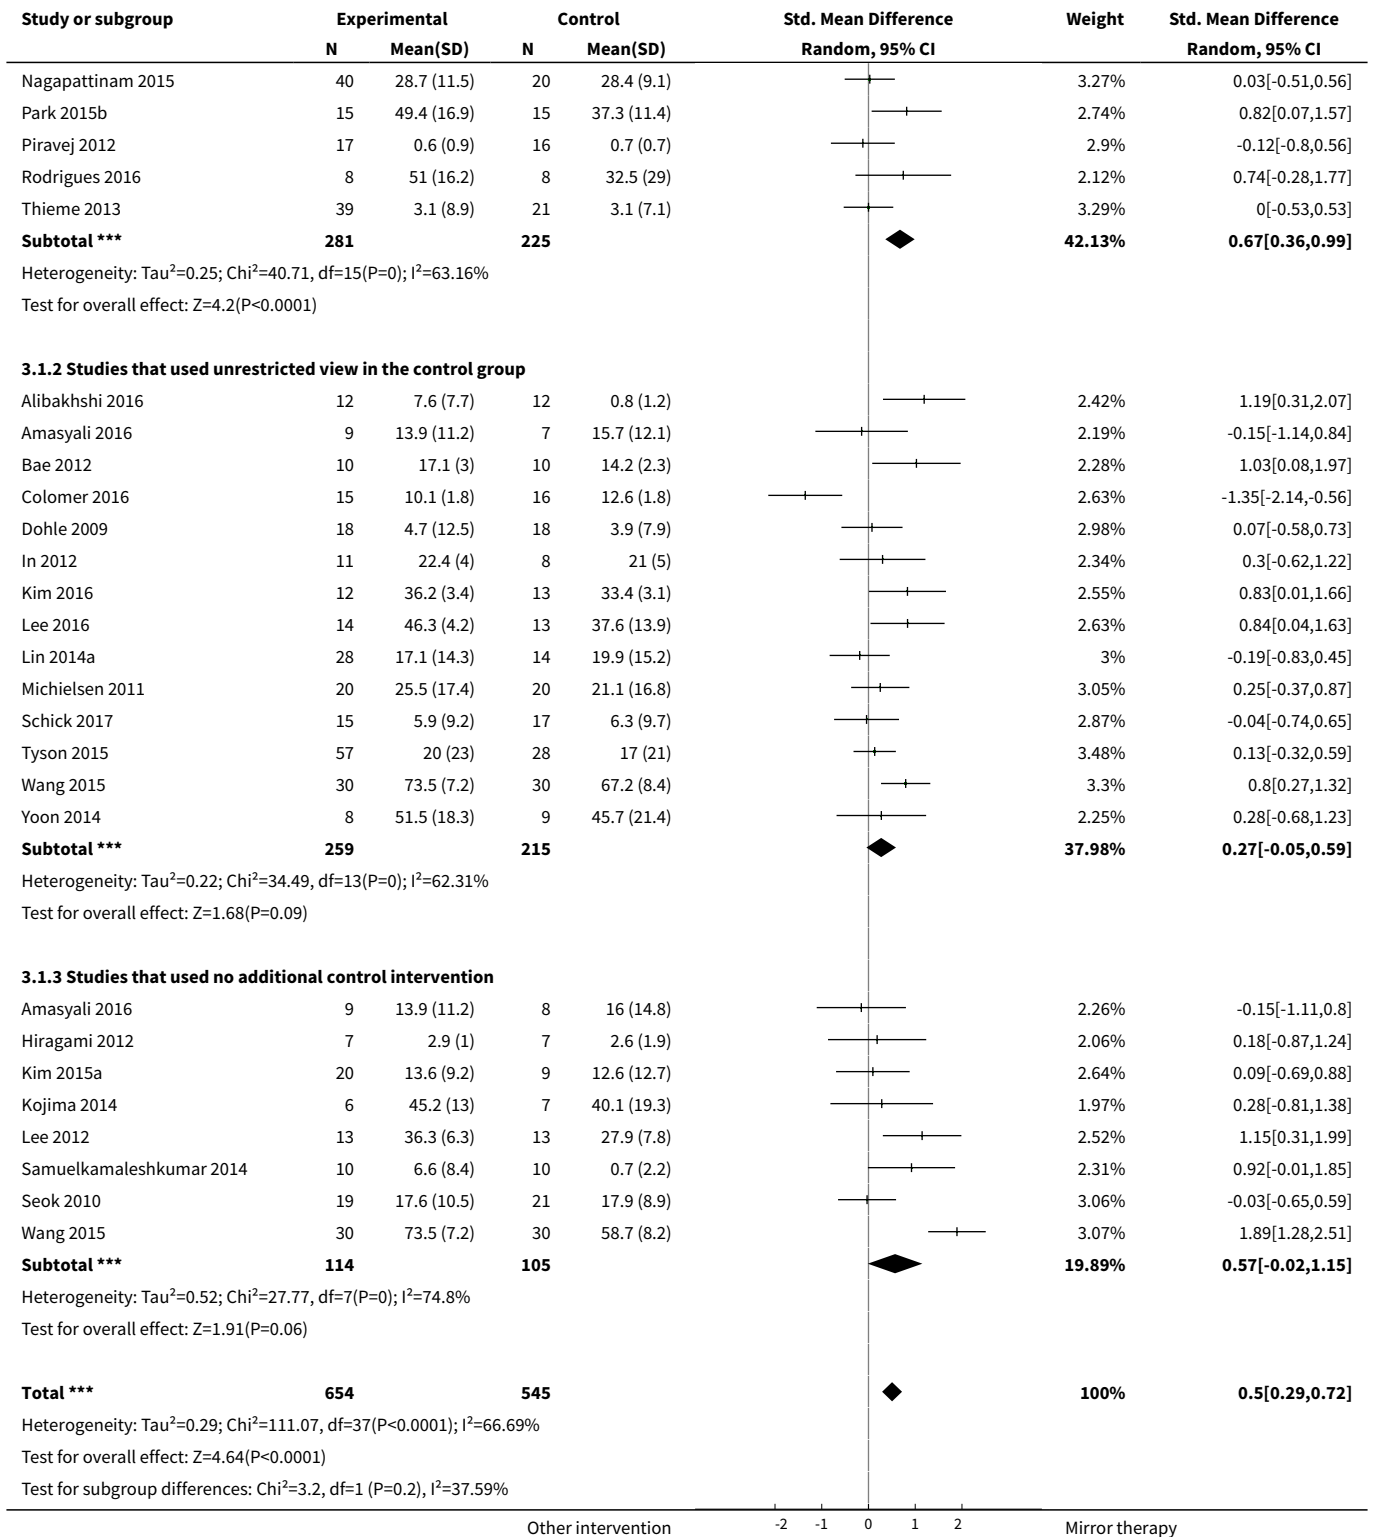 Study or subgroup Experimental Control Std. Mean Difference Weight Std. Mean Difference
N Mean(SD) N Mean(SD) Random, 95% CI Random, 95% CI
Nagapattinam 2015 40 28.7 (11.5) 20 28.4 (9.1) 3.27% 0.03[-0.51,0.56]
Park 2015b 15 49.4 (16.9) 15 37.3 (11.4) 2.74% 0.82[0.07,1.57]
Piravej 2012 17 0.6 (0.9) 16 0.7 (0.7) 2.9% -0.12[-0.8,0.56]
Rodrigues 2016 8 51 (16.2) 8 32.5 (29) 2.12% 0.74[-0.28,1.77]
Thieme 2013 39 3.1 (8.9) 21 3.1 (7.1) 3.29% 0[-0.53,0.53]
Subtotal *** 281 225 42.13% 0.67[0.36,0.99]
Heterogeneity: Tau²=0.25; Chi²=40.71, df=15(P=0); I²=63.16%
Test for overall effect: Z=4.2(P<0.0001)
3.1.2 Studies that used unrestricted view in the control group
Alibakhshi 2016 12 7.6 (7.7) 12 0.8 (1.2) 2.42% 1.19[0.31,2.07]
Amasyali 2016 9 13.9 (11.2) 7 15.7 (12.1) 2.19% -0.15[-1.14,0.84]
Bae 2012 10 17.1 (3) 10 14.2 (2.3) 2.28% 1.03[0.08,1.97]
Colomer 2016 15 10.1 (1.8) 16 12.6 (1.8) 2.63% -1.35[-2.14,-0.56]
Dohle 2009 18 4.7 (12.5) 18 3.9 (7.9) 2.98% 0.07[-0.58,0.73]
In 2012 11 22.4 (4) 8 21 (5) 2.34% 0.3[-0.62,1.22]
Kim 2016 12 36.2 (3.4) 13 33.4 (3.1) 2.55% 0.83[0.01,1.66]
Lee 2016 14 46.3 (4.2) 13 37.6 (13.9) 2.63% 0.84[0.04,1.63]
Lin 2014a 28 17.1 (14.3) 14 19.9 (15.2) 3% -0.19[-0.83,0.45]
Michielsen 2011 20 25.5 (17.4) 20 21.1 (16.8) 3.05% 0.25[-0.37,0.87]
Schick 2017 15 5.9 (9.2) 17 6.3 (9.7) 2.87% -0.04[-0.74,0.65]
Tyson 2015 57 20 (23) 28 17 (21) 3.48% 0.13[-0.32,0.59]
Wang 2015 30 73.5 (7.2) 30 67.2 (8.4) 3.3% 0.8[0.27,1.32]
Yoon 2014 8 51.5 (18.3) 9 45.7 (21.4) 2.25% 0.28[-0.68,1.23]
Subtotal *** 259 215 37.98% 0.27[-0.05,0.59]
Heterogeneity: Tau²=0.22; Chi²=34.49, df=13(P=0); I²=62.31%
Test for overall effect: Z=1.68(P=0.09)
3.1.3 Studies that used no additional control intervention
Amasyali 2016 9 13.9 (11.2) 8 16 (14.8) 2.26% -0.15[-1.11,0.8]
Hiragami 2012 7 2.9 (1) 7 2.6 (1.9) 2.06% 0.18[-0.87,1.24]
Kim 2015a 20 13.6 (9.2) 9 12.6 (12.7) 2.64% 0.09[-0.69,0.88]
Kojima 2014 6 45.2 (13) 7 40.1 (19.3) 1.97% 0.28[-0.81,1.38]
Lee 2012 13 36.3 (6.3) 13 27.9 (7.8) 2.52% 1.15[0.31,1.99]
Samuelkamaleshkumar 2014 10 6.6 (8.4) 10 0.7 (2.2) 2.31% 0.92[-0.01,1.85]
Seok 2010 19 17.6 (10.5) 21 17.9 (8.9) 3.06% -0.03[-0.65,0.59]
Wang 2015 30 73.5 (7.2) 30 58.7 (8.2) 3.07% 1.89[1.28,2.51]
Subtotal *** 114 105 19.89% 0.57[-0.02,1.15]
Heterogeneity: Tau²=0.52; Chi²=27.77, df=7(P=0); I²=74.8%
Test for overall effect: Z=1.91(P=0.06)
Total *** 654 545 100% 0.5[0.29,0.72]
Heterogeneity: Tau²=0.29; Chi²=111.07, df=37(P<0.0001); I²=66.69%
Test for overall effect: Z=4.64(P<0.0001)
Test for subgroup differences: Chi²=3.2, df=1 (P=0.2), I²=37.59%
Other intervention -2 -1 0 1 2 Mirror therapy